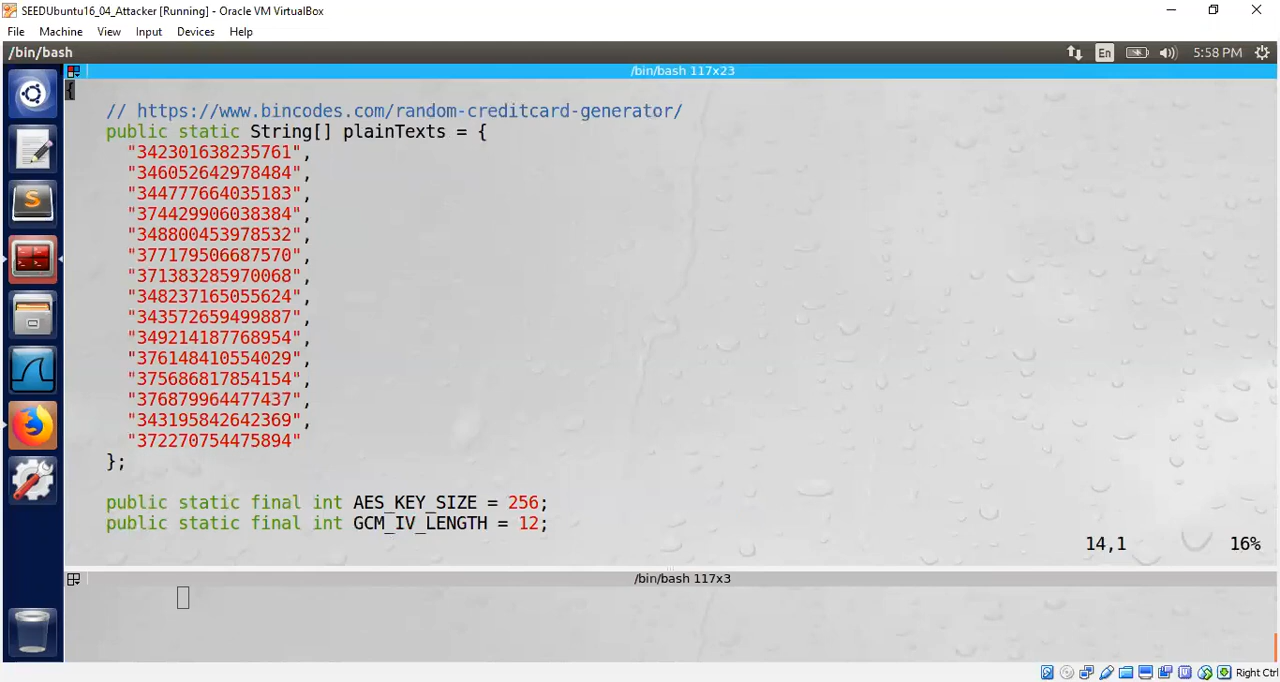 SEEDUbuntu16_04_Attacker [Running] - Oracle VM VirtualBox
File Machine View Input Devices Help
/bin/bash
En
5:58 PM
/bin/bash 117x23
{
// https://www.bincodes.com/random-creditcard-generator/
public static String[] plainTexts = {
"342301638235761",
"346052642978484",
"344777664035183",
"374429906038384",
"348800453978532",
"377179506687570",
"371383285970068",
"348237165055624",
"343572659499887",
"349214187768954",
"376148410554029",
"375686817854154",
"376879964477437",
"343195842642369",
"372270754475894"
};
public static final int AES_KEY_SIZE = 256;
public static final int GCM_IV_LENGTH = 12;
14,1 16%
/bin/bash 117x3
Right Ctrl